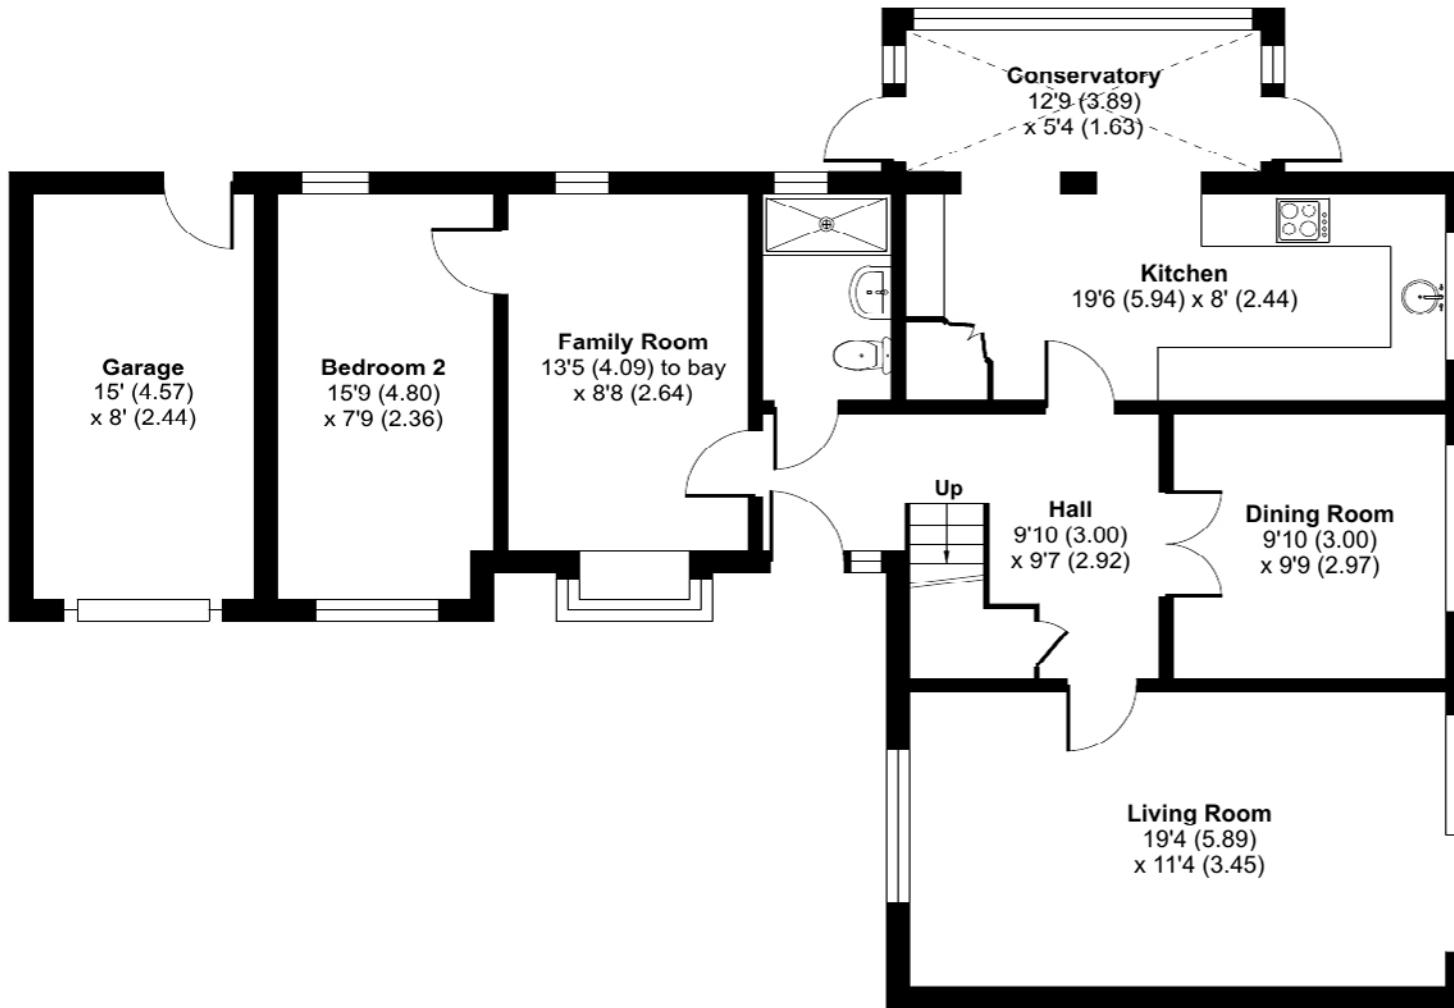 Conservatory
12'9 (3.89)
x 5'4 (1.63)
Kitchen
19'6 (5.94) x 8' (2.44)
Family Room
13'5 (4.09) to bay
x 8'8 (2.64)
Garage
15' (4.57)
x 8' (2.44)
Bedroom 2
15'9 (4.80)
x 7'9 (2.36)
Up
Hall
9'10 (3.00)
x 9'7 (2.92)
Dining Room
9'10 (3.00)
x 9'9 (2.97)
Living Room
19'4 (5.89)
x 11'4 (3.45)